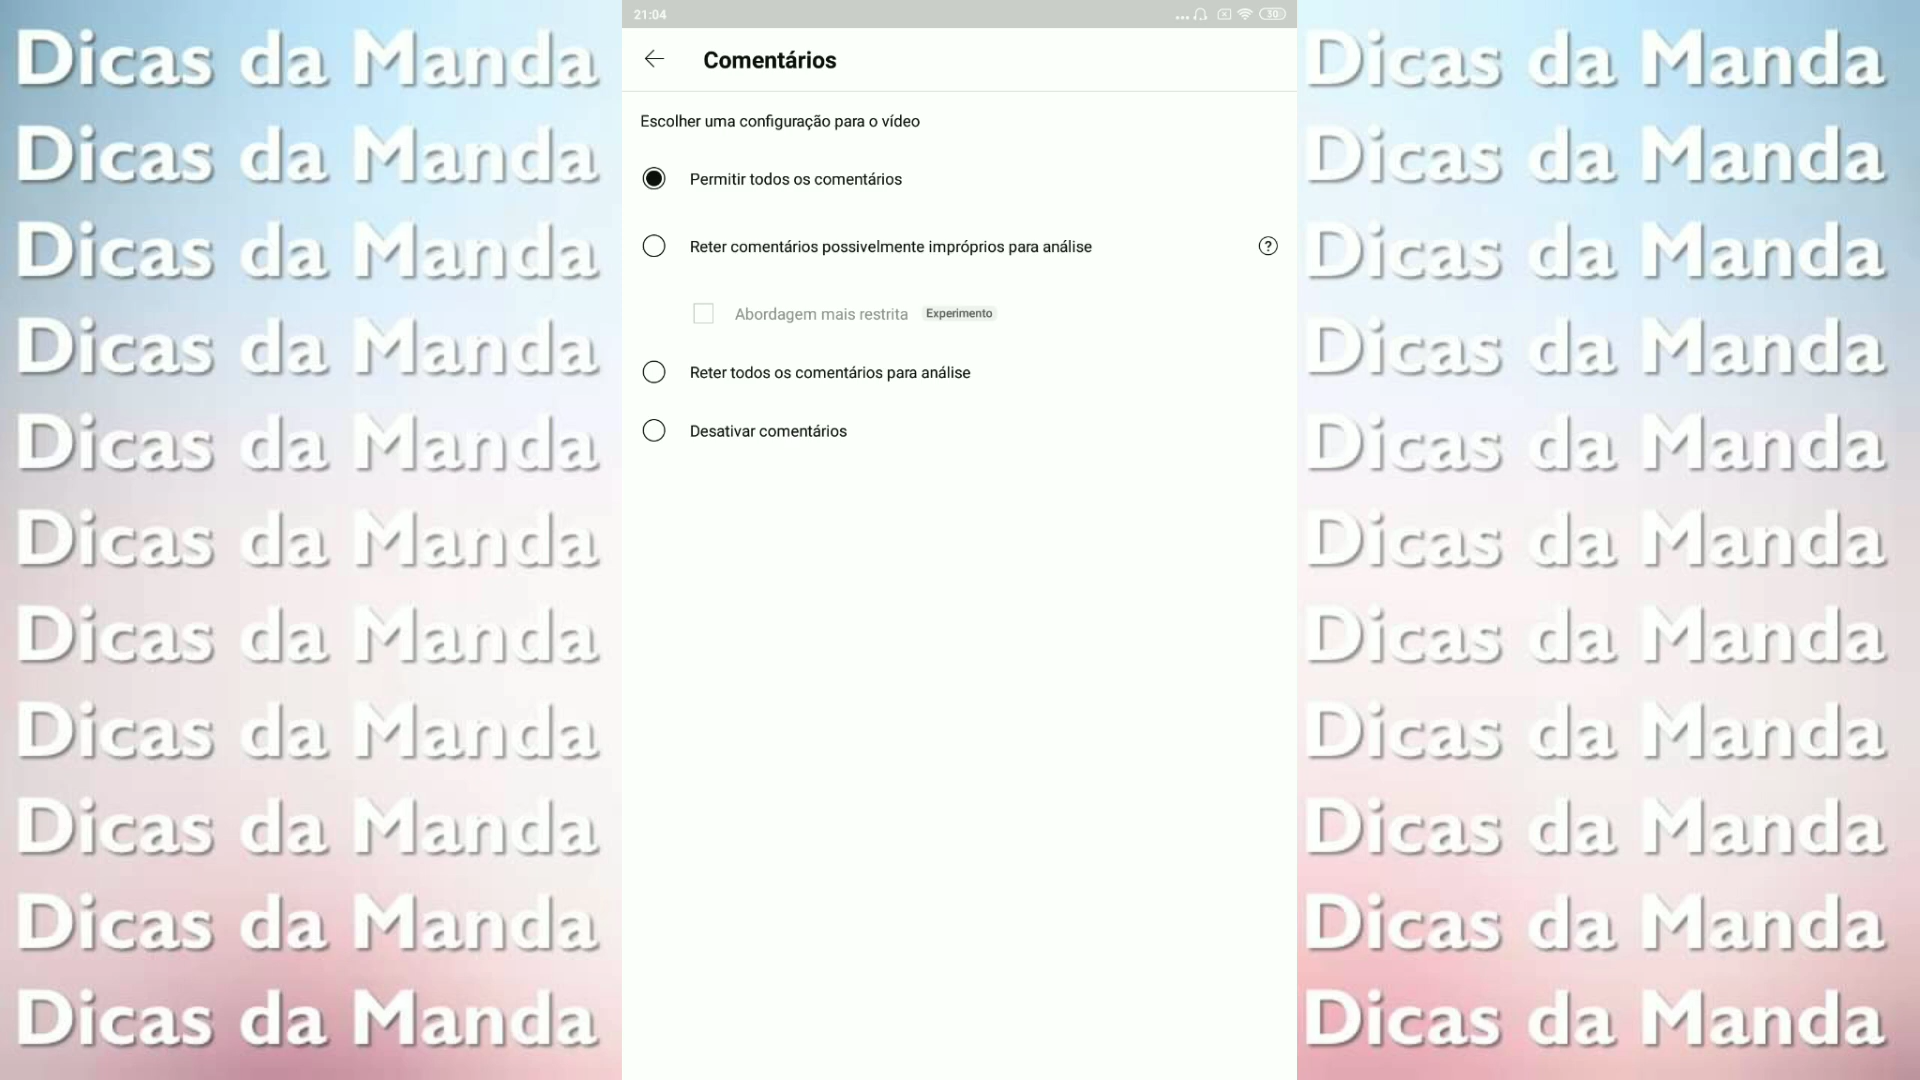 Dicas da Manda
Dicas da Manda
Dicas da Manda
Dicas da Manda
Dicas da Manda
Dicas da Manda
Dicas da Manda
Dicas da Manda
Dicas da Manda
Dicas da Manda
Dicas da Manda
21:04
30
Comentários
Escolher uma configuração para o vídeo
Permitir todos os comentários
Reter comentários possivelmente impróprios para análise
Abordagem mais restrita Experimento
Reter todos os comentários para análise
Desativar comentários
Dicas da Manda
Dicas da Manda
Dicas da Manda
Dicas da Manda
Dicas da Manda
Dicas da Manda
Dicas da Manda
Dicas da Manda
Dicas da Manda
Dicas da Manda
Dicas da Manda